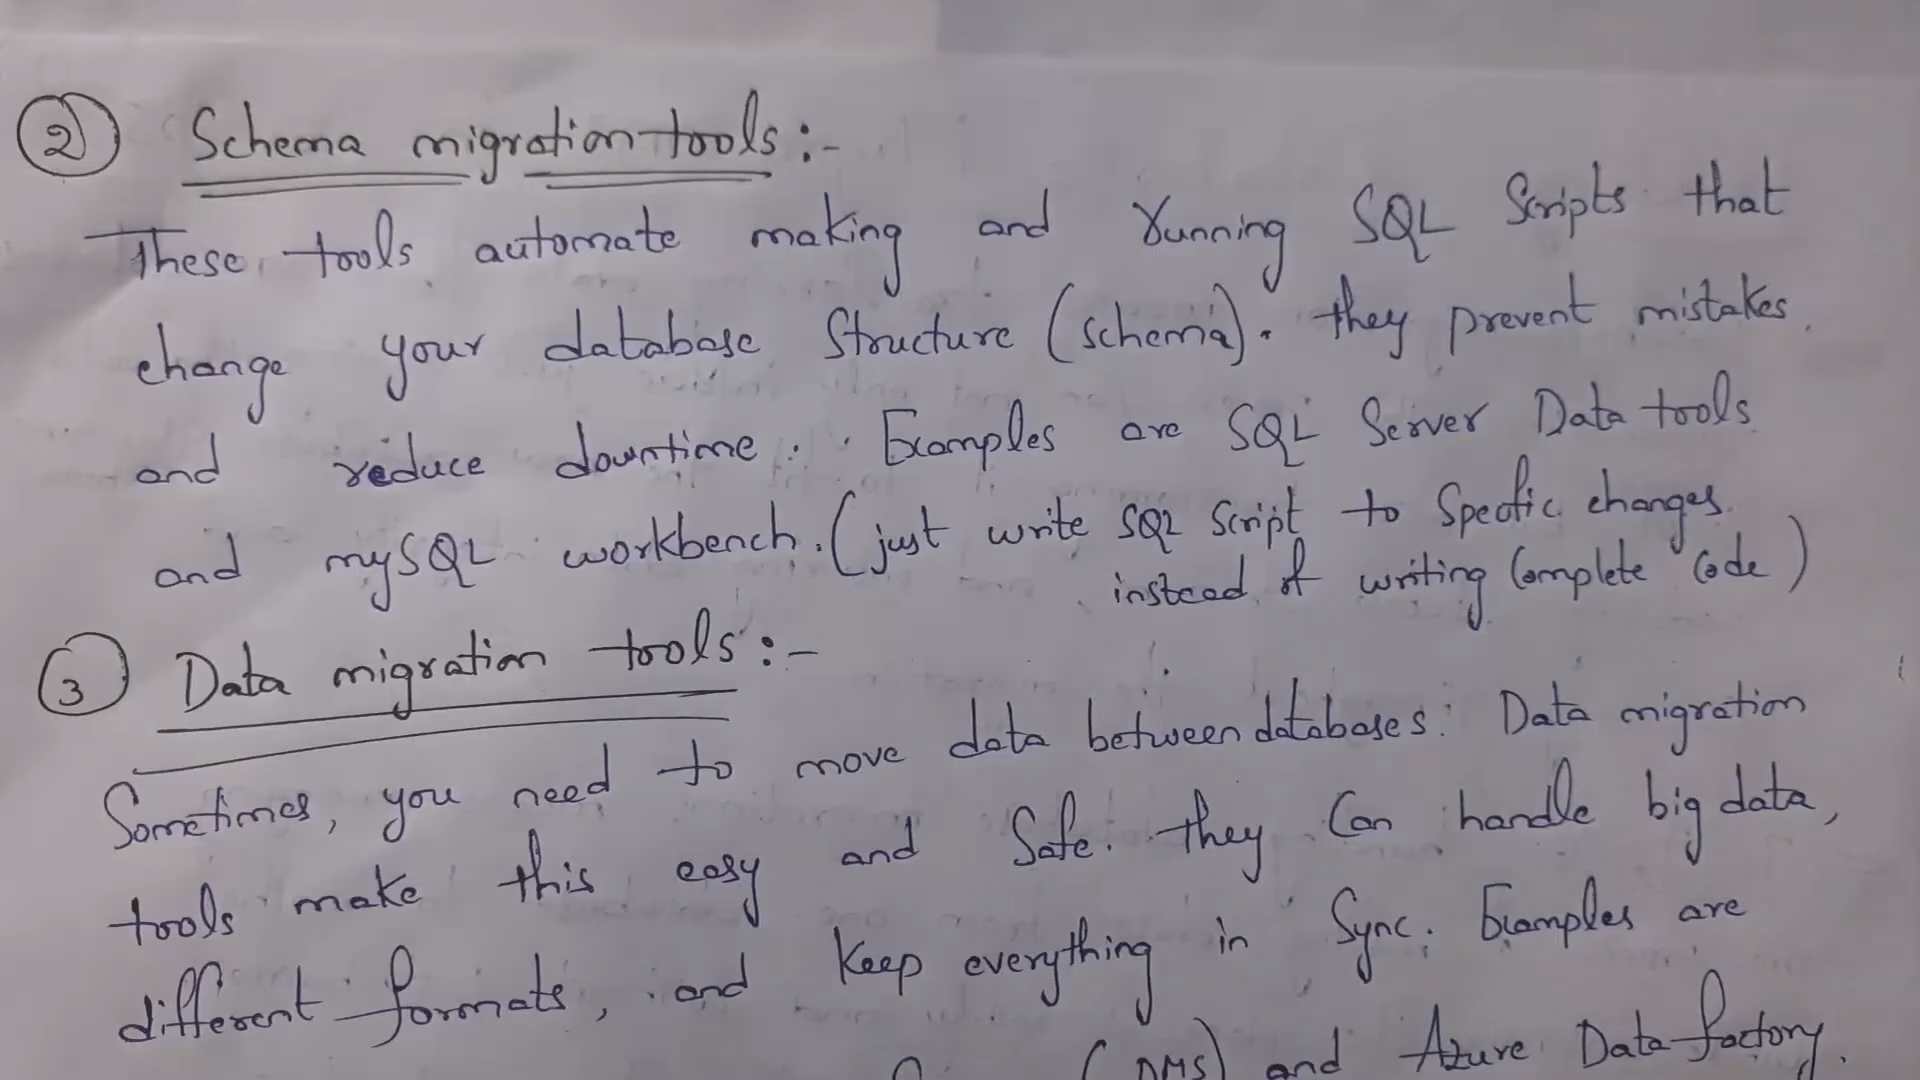 ② Schema migration tools :-
These tools automate making and running SQL Scripts that
change your database Structure (schema). they prevent mistakes
and reduce downtime. Examples are SQL Server Data tools
and mySQL workbench. (just write SQL Script to Specific changes
instead of writing Complete Code)
③ Data migration tools :-
Sometimes, you need to move data between databases. Data migration
tools make this easy and Safe. they Can handle big data,
different formats, and Keep everything in Sync. Examples are
(DMS) and Azure Data factory.